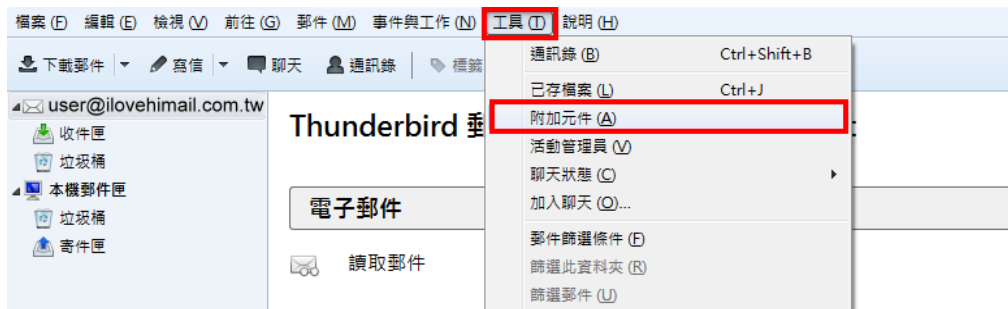 檔案 (F) 編輯 (E) 檢視 (V) 前往 (G) 郵件 (M) 事件與工作 (N) 工具 (T) 說明 (H)
下載郵件 寫信 聊天 通訊錄 標籤
user@ilovehimail.com.tw
收件匣
垃圾桶
本機郵件匣
垃圾桶
寄件匣
Thunderbird
電子郵件
讀取郵件
通訊錄 (B) Ctrl+Shift+B
已存檔案 (L) Ctrl+J
附加元件 (A)
活動管理員 (V)
聊天狀態 (C)
加入聊天 (O)...
郵件篩選條件 (F)
篩選此資料夾 (R)
篩選郵件 (U)